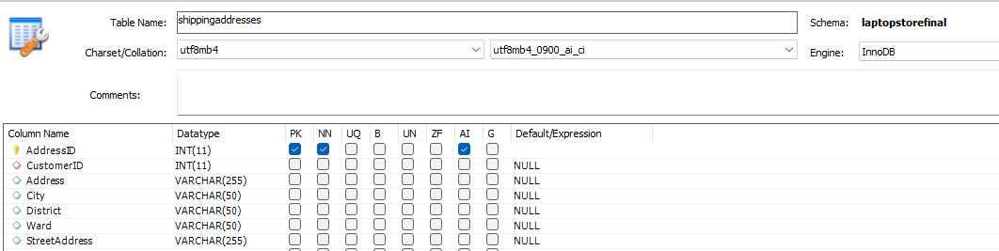 Table Name: shippingaddresses Schema: laptopstorefinal
Charset/Collation: utf8mb4 utf8mb4_0900_ai_ci Engine: InnoDB
Comments:
Column Name Datatype PK NN UQ B UN ZF AI G Default/Expression
AddressID INT(11)
CustomerID INT(11) NULL
Address VARCHAR(255) NULL
City VARCHAR(50) NULL
District VARCHAR(50) NULL
Ward VARCHAR(50) NULL
StreetAddress VARCHAR(255) NULL